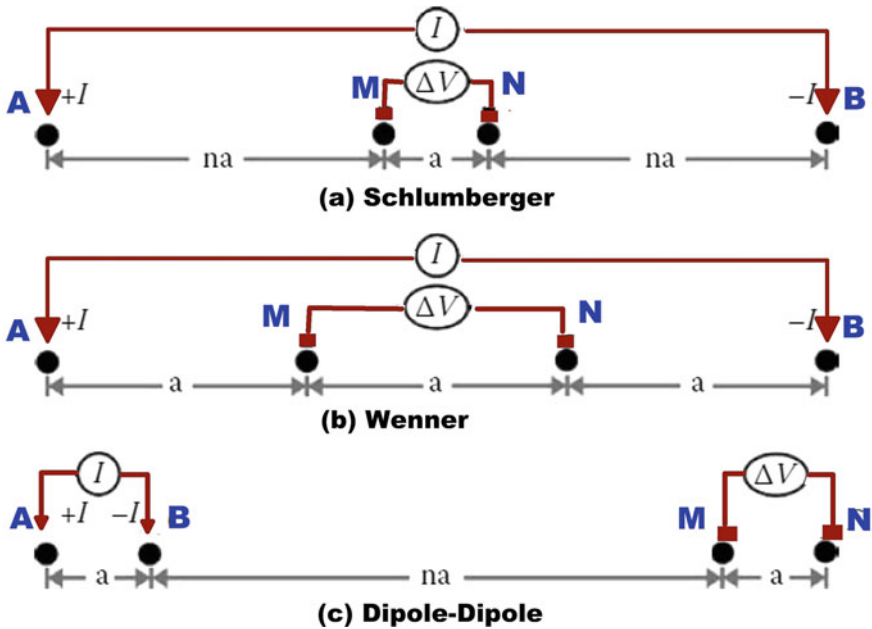 I
M ΔV N
A +I -I B
na a na
(a) Schlumberger
I
M ΔV N
A +I -I B
a a a
(b) Wenner
I ΔV
A +I -I B M N
a na a
(c) Dipole-Dipole